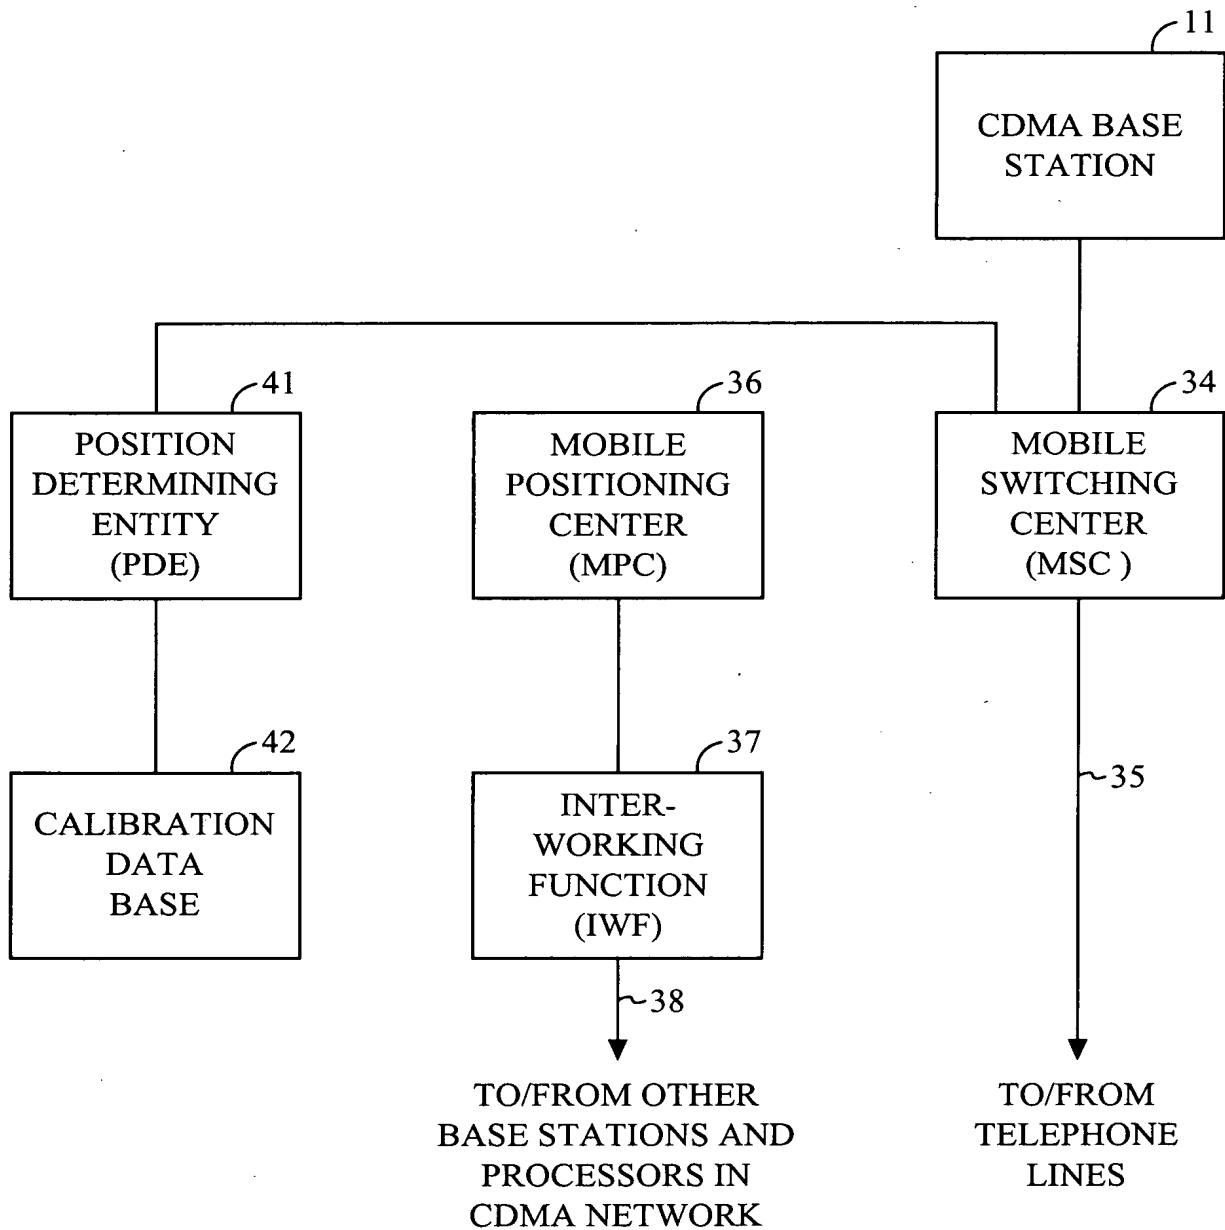 11
CDMA BASE
STATION
41
POSITION
DETERMINING
ENTITY
(PDE)
36
MOBILE
POSITIONING
CENTER
(MPC)
34
MOBILE
SWITCHING
CENTER
(MSC )
42
CALIBRATION
DATA
BASE
37
INTER-
WORKING
FUNCTION
(IWF)
35
38
TO/FROM OTHER
BASE STATIONS AND
PROCESSORS IN
CDMA NETWORK
TO/FROM
TELEPHONE
LINES